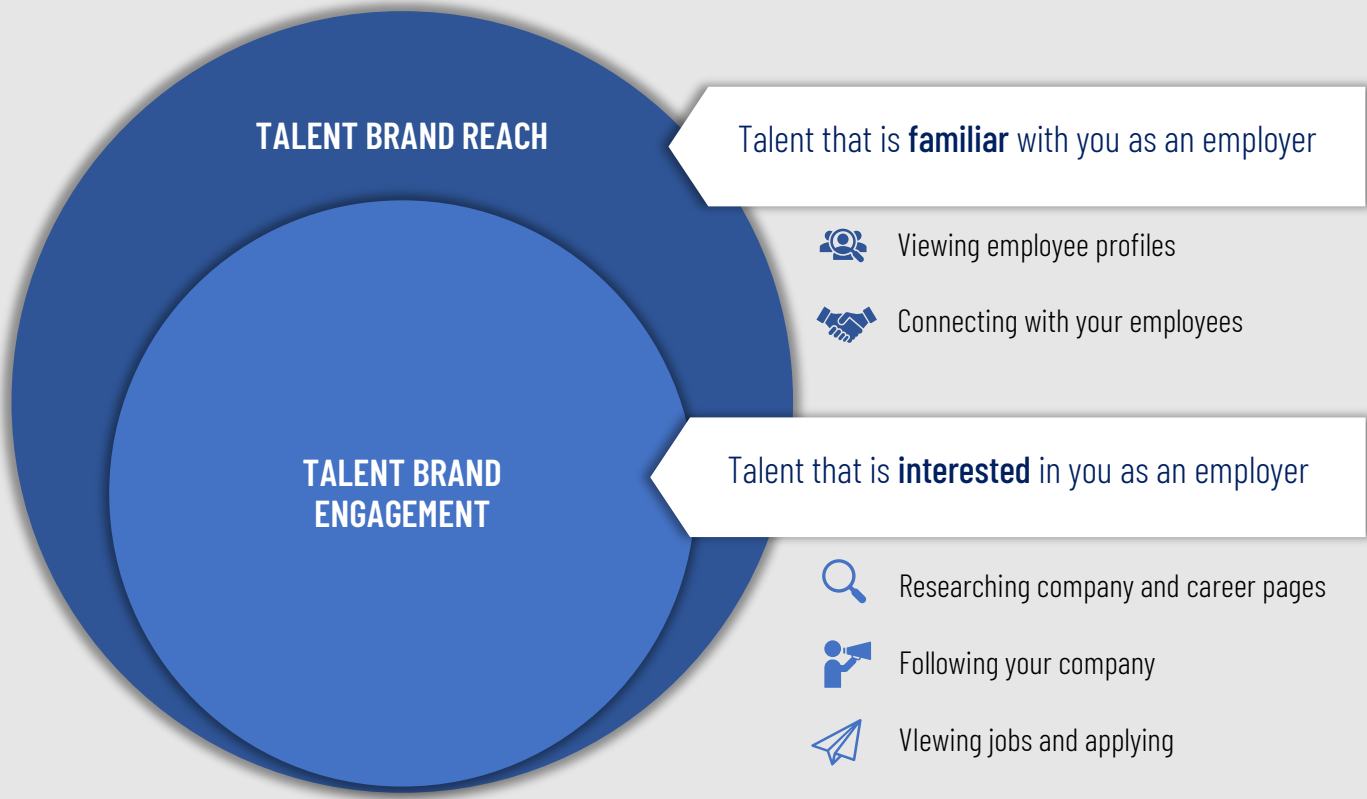 TALENT BRAND REACH
Talent that is familiar with you as an employer
Viewing employee profiles
Connecting with your employees
TALENT BRAND
ENGAGEMENT
Talent that is interested in you as an employer
Researching company and career pages
Following your company
VIewing jobs and applying